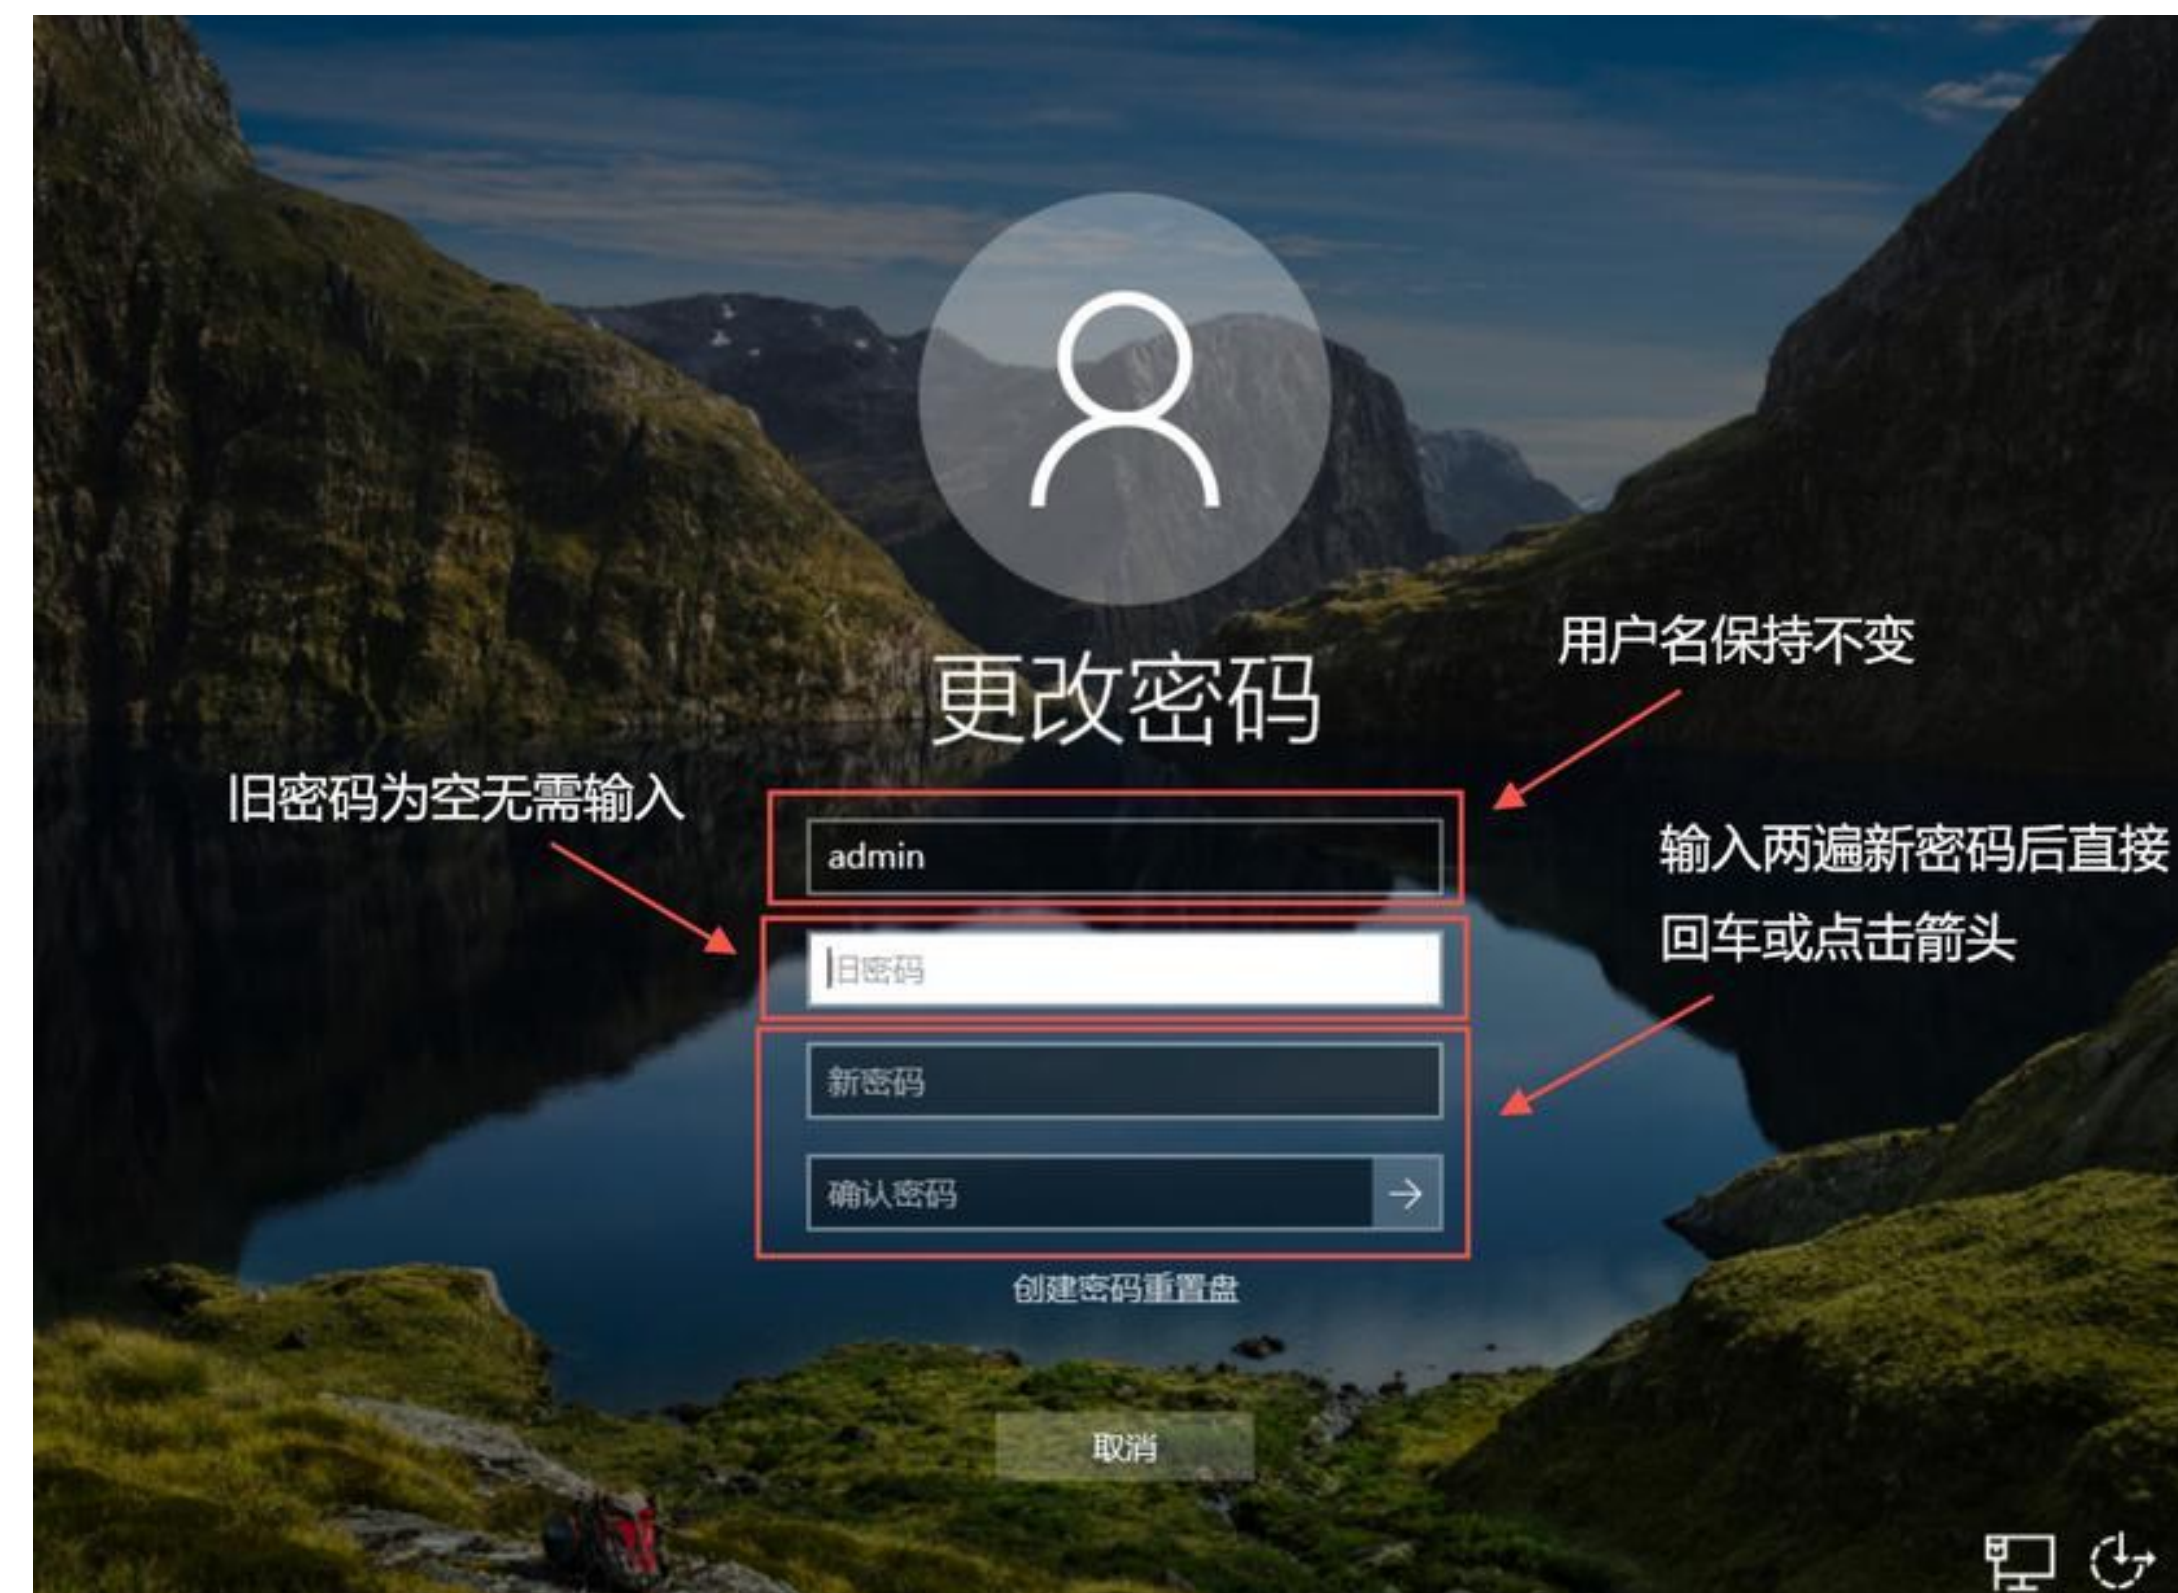 更改密码
用户名保持不变
旧密码为空无需输入
admin
输入两遍新密码后直接
回车或点击箭头
旧密码
新密码
确认密码
创建密码重置盘
取消